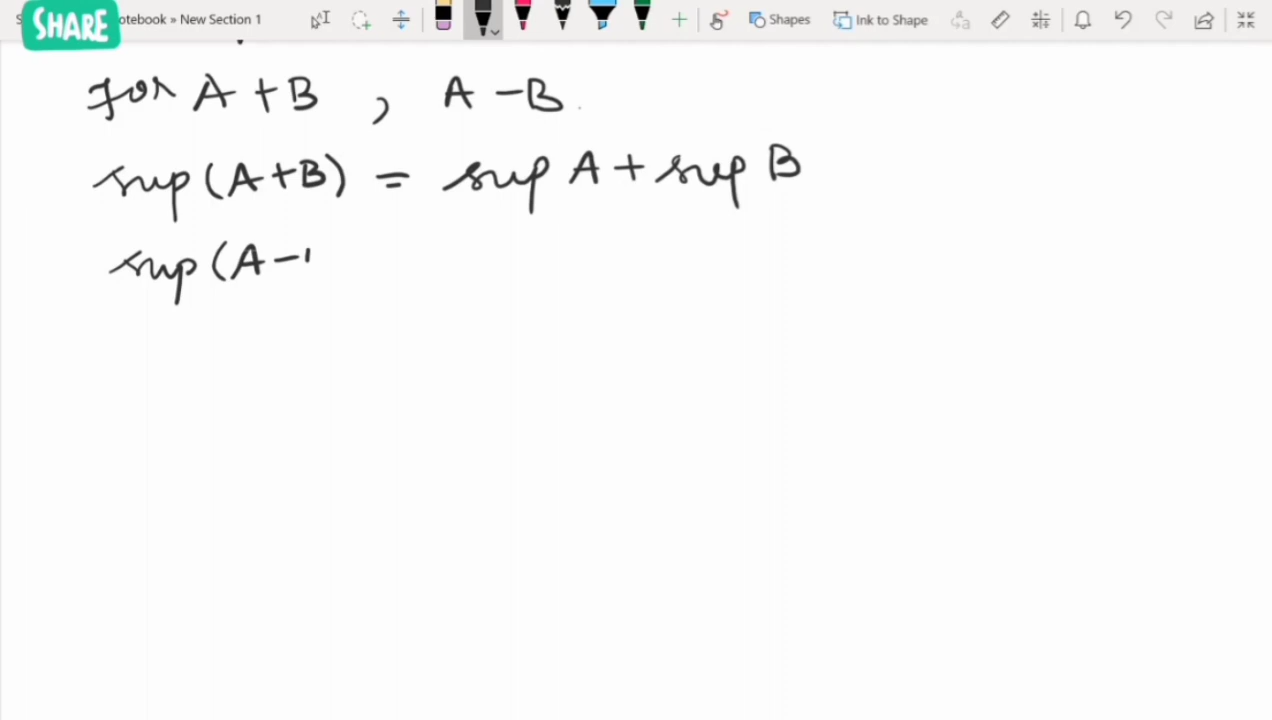 SHARE
otebook » New Section 1
Shapes
Ink to Shape
for A + B , A - B
sup (A+B) = sup A + sup B
sup (A -